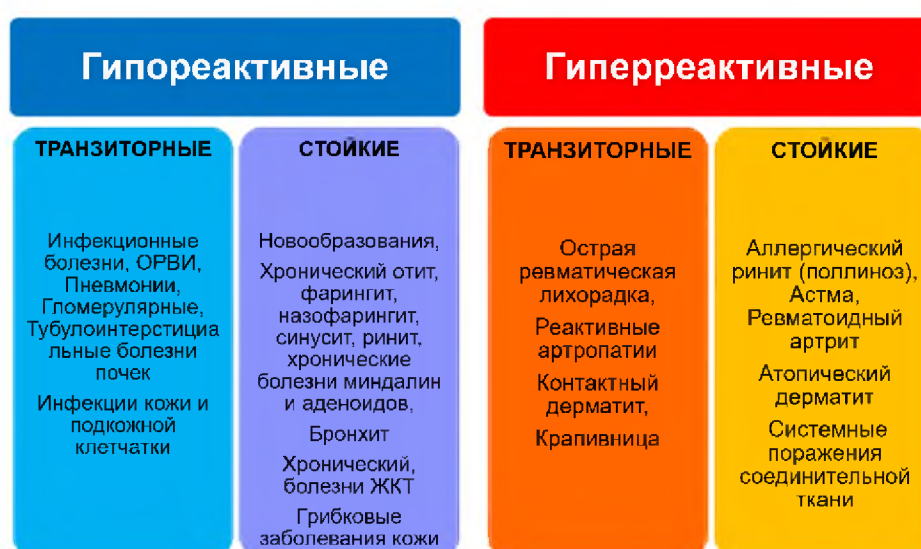 Гипореактивные
Гиперреактивные
ТРАНЗИТОРНЫЕ
Инфекционные
болезни, ОРВИ,
Пневмонии,
Гломерулярные,
Тубулоинтерстициа
льные болезни
почек
Инфекции кожи и
подкожной
клетчатки
СТОЙКИЕ
Новообразования,
Хронический отит,
фарингит,
назофарингит,
синусит, ринит,
хронические
болезни миндалин
и аденоидов,
Бронхит
Хронический,
болезни ЖКТ
Грибковые
заболевания кожи
ТРАНЗИТОРНЫЕ
Острая
ревматическая
лихорадка,
Реактивные
артропатии
Контактный
дерматит,
Крапивница
СТОЙКИЕ
Аллергический
ринит (поллиноз),
Астма,
Ревматоидный
артрит
Атопический
дерматит
Системные
поражения
соединительной
ткани